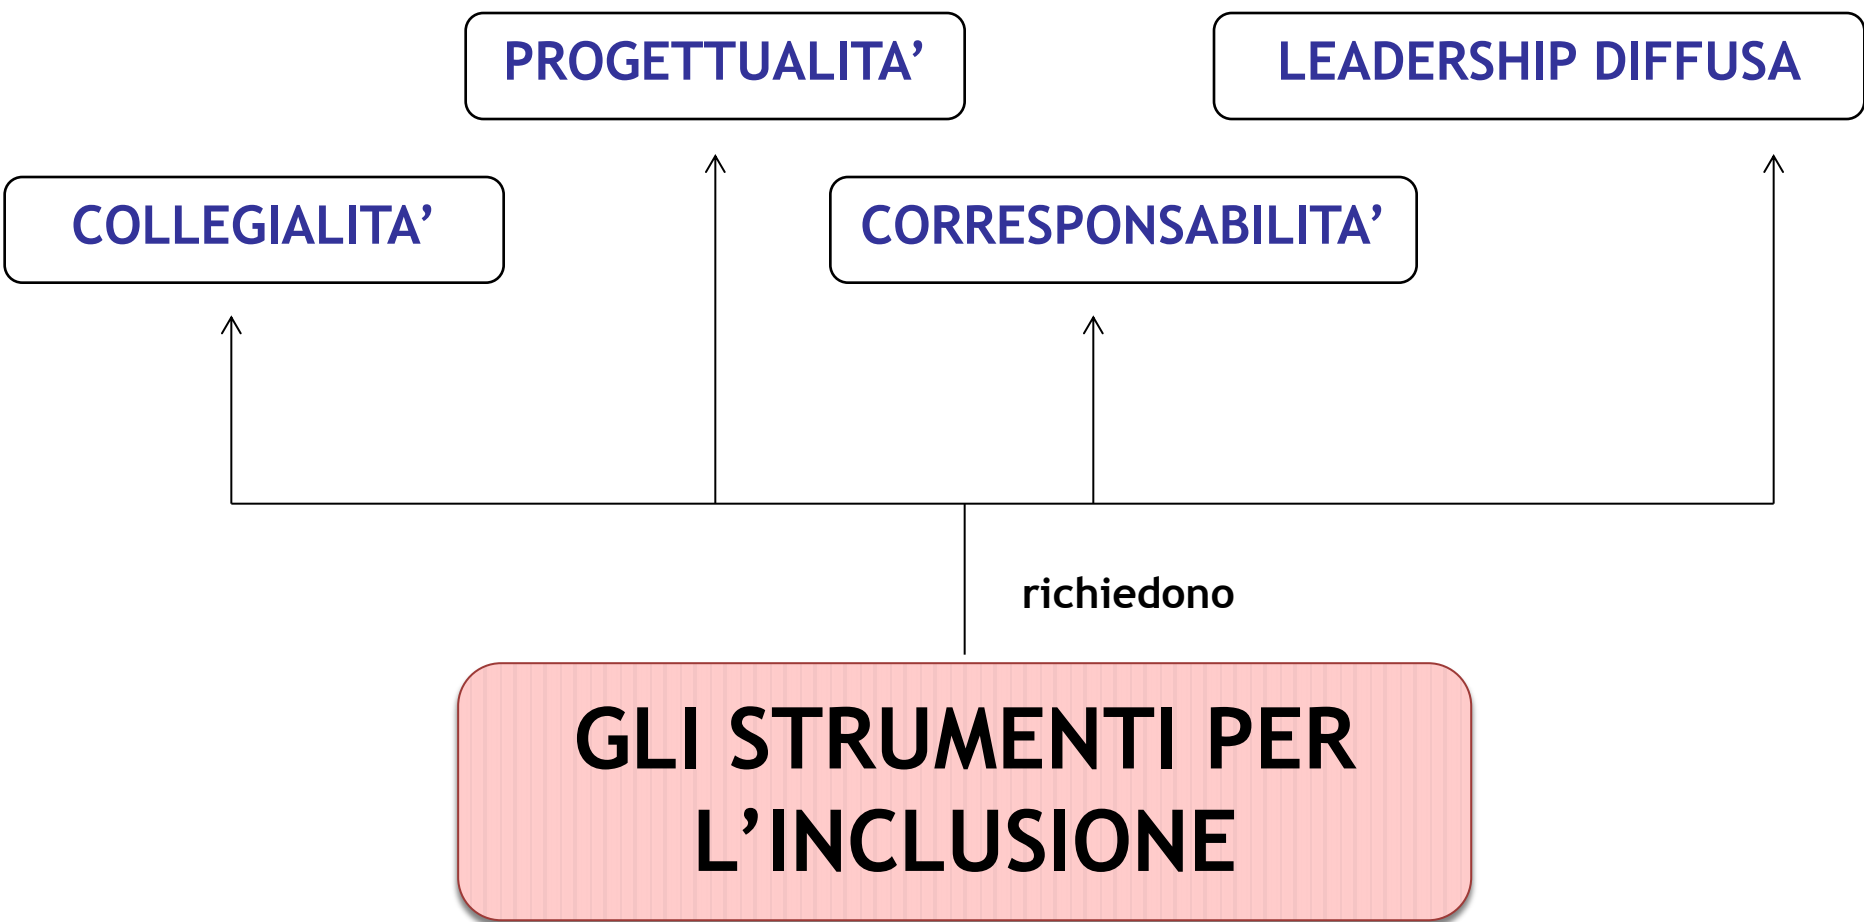 PROGETTUALITA’
LEADERSHIP DIFFUSA
COLLEGIALITA’
CORRESPONSABILITA’
richiedono
GLI STRUMENTI PER
L’INCLUSIONE